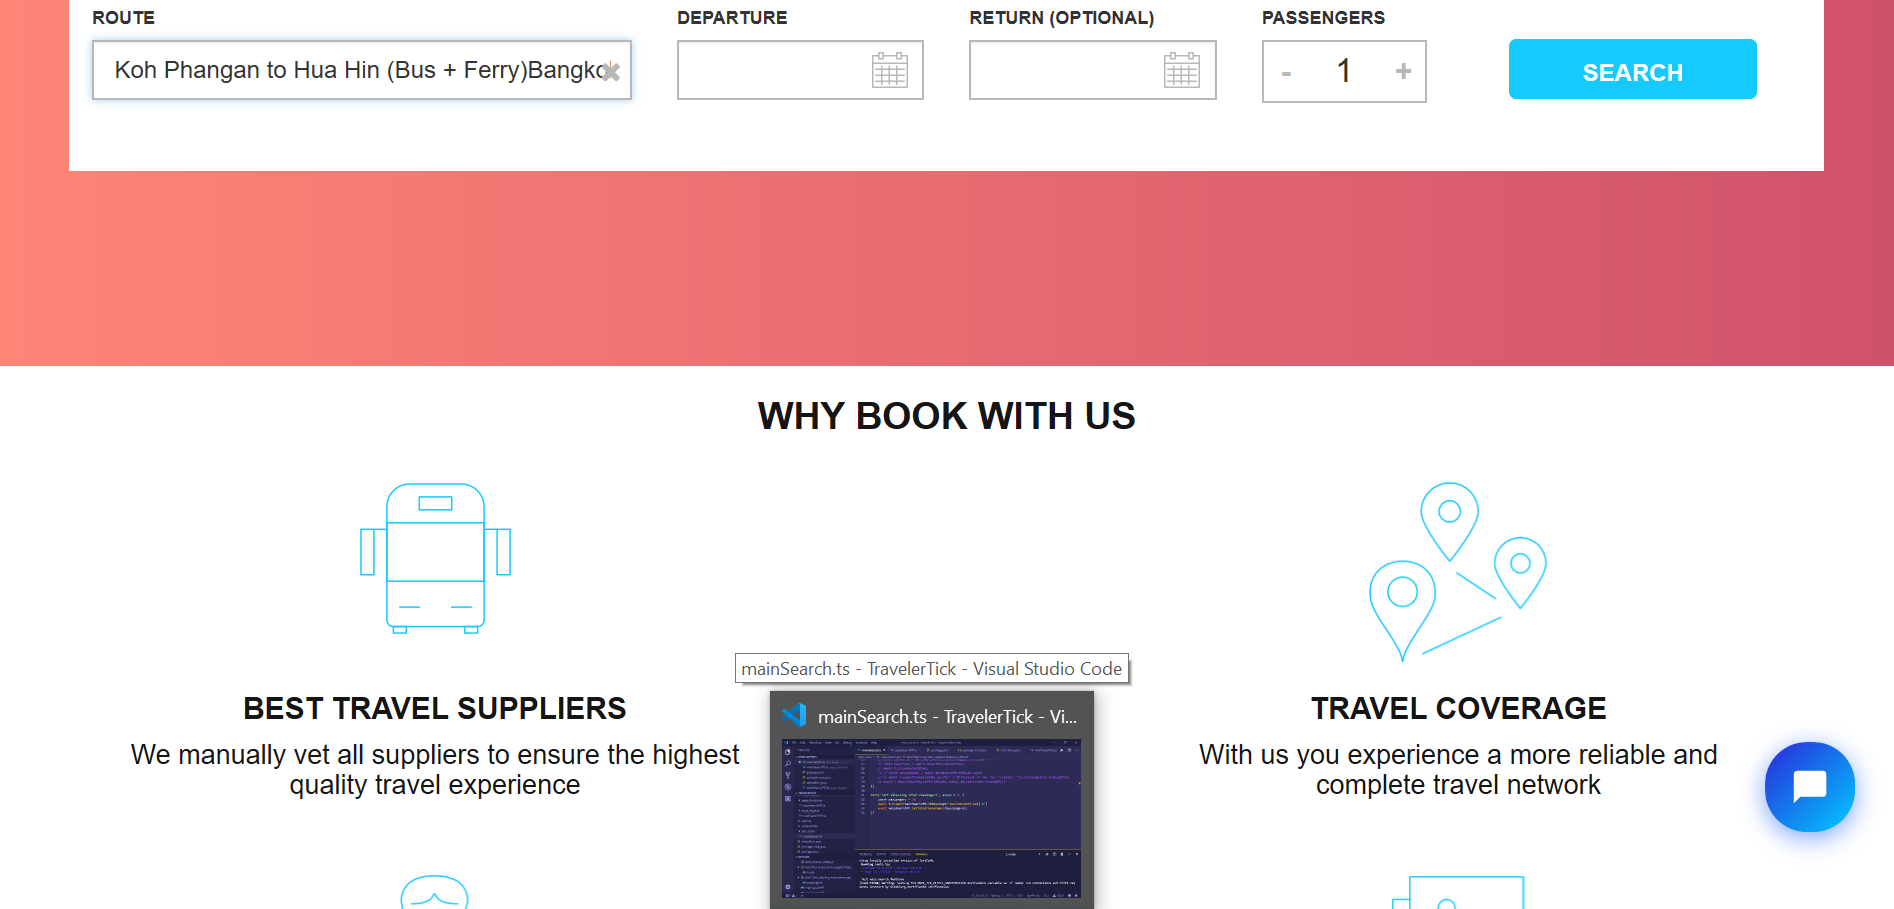 ROUTE
DEPARTURE
RETURN (OPTIONAL)
PASSENGERS
Koh Phangan to Hua Hin (Bus + Ferry)Bangko
- 1 +
SEARCH
WHY BOOK WITH US
BEST TRAVEL SUPPLIERS
We manually vet all suppliers to ensure the highest
quality travel experience
TRAVEL COVERAGE
With us you experience a more reliable and
complete travel network
mainSearch.ts - TravelerTick - Visual Studio Code
mainSearch.ts - TravelerTick - Vi...